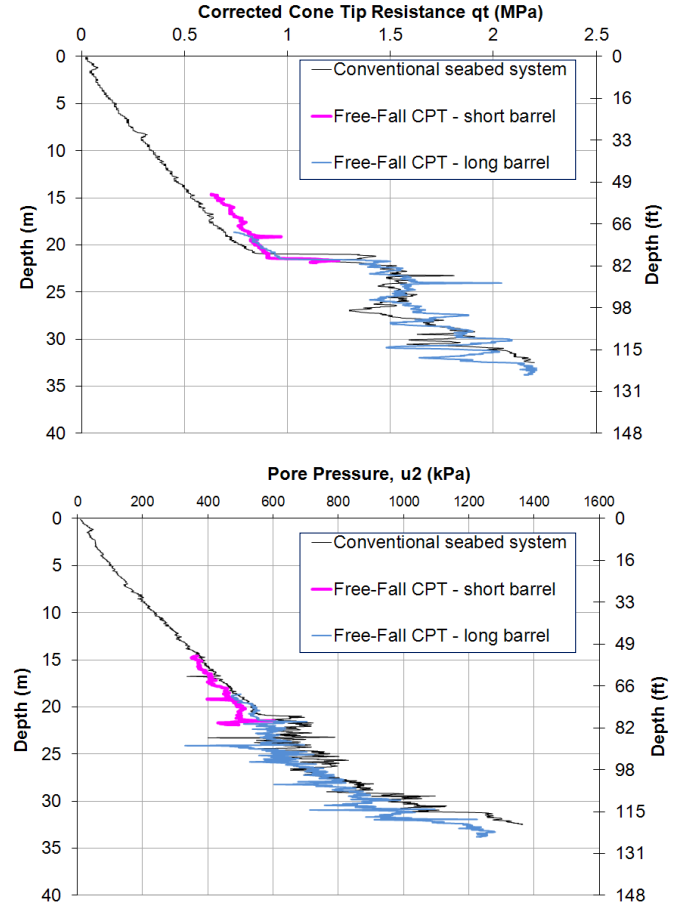 Corrected Cone Tip Resistance qt (MPa)
0 0.5 1 1.5 2 2.5
Conventional seabed system
Free-Fall CPT - short barrel
Free-Fall CPT - long barrel
Depth (m)
0
5
10
15
20
25
30
35
40
Depth (ft)
0
16
33
49
66
82
98
115
131
148
Pore Pressure, u2 (kPa)
0 200 400 600 800 1000 1200 1400 1600
Conventional seabed system
Free-Fall CPT - short barrel
Free-Fall CPT - long barrel
Depth (m)
0
5
10
15
20
25
30
35
40
Depth (ft)
0
16
33
49
66
82
98
115
131
148